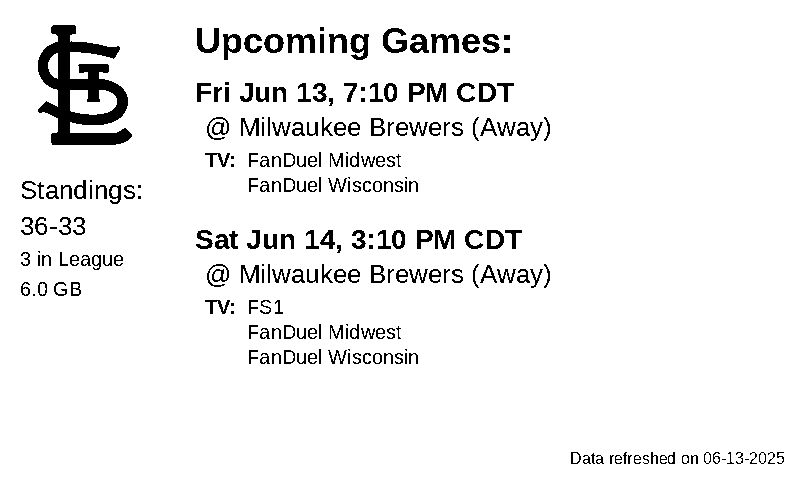 STL
Standings:
36-33
3 in League
6.0 GB
Upcoming Games:
Fri Jun 13, 7:10 PM CDT
@ Milwaukee Brewers (Away)
TV: FanDuel Midwest
FanDuel Wisconsin
Sat Jun 14, 3:10 PM CDT
@ Milwaukee Brewers (Away)
TV: FS1
FanDuel Midwest
FanDuel Wisconsin
Data refreshed on 06-13-2025